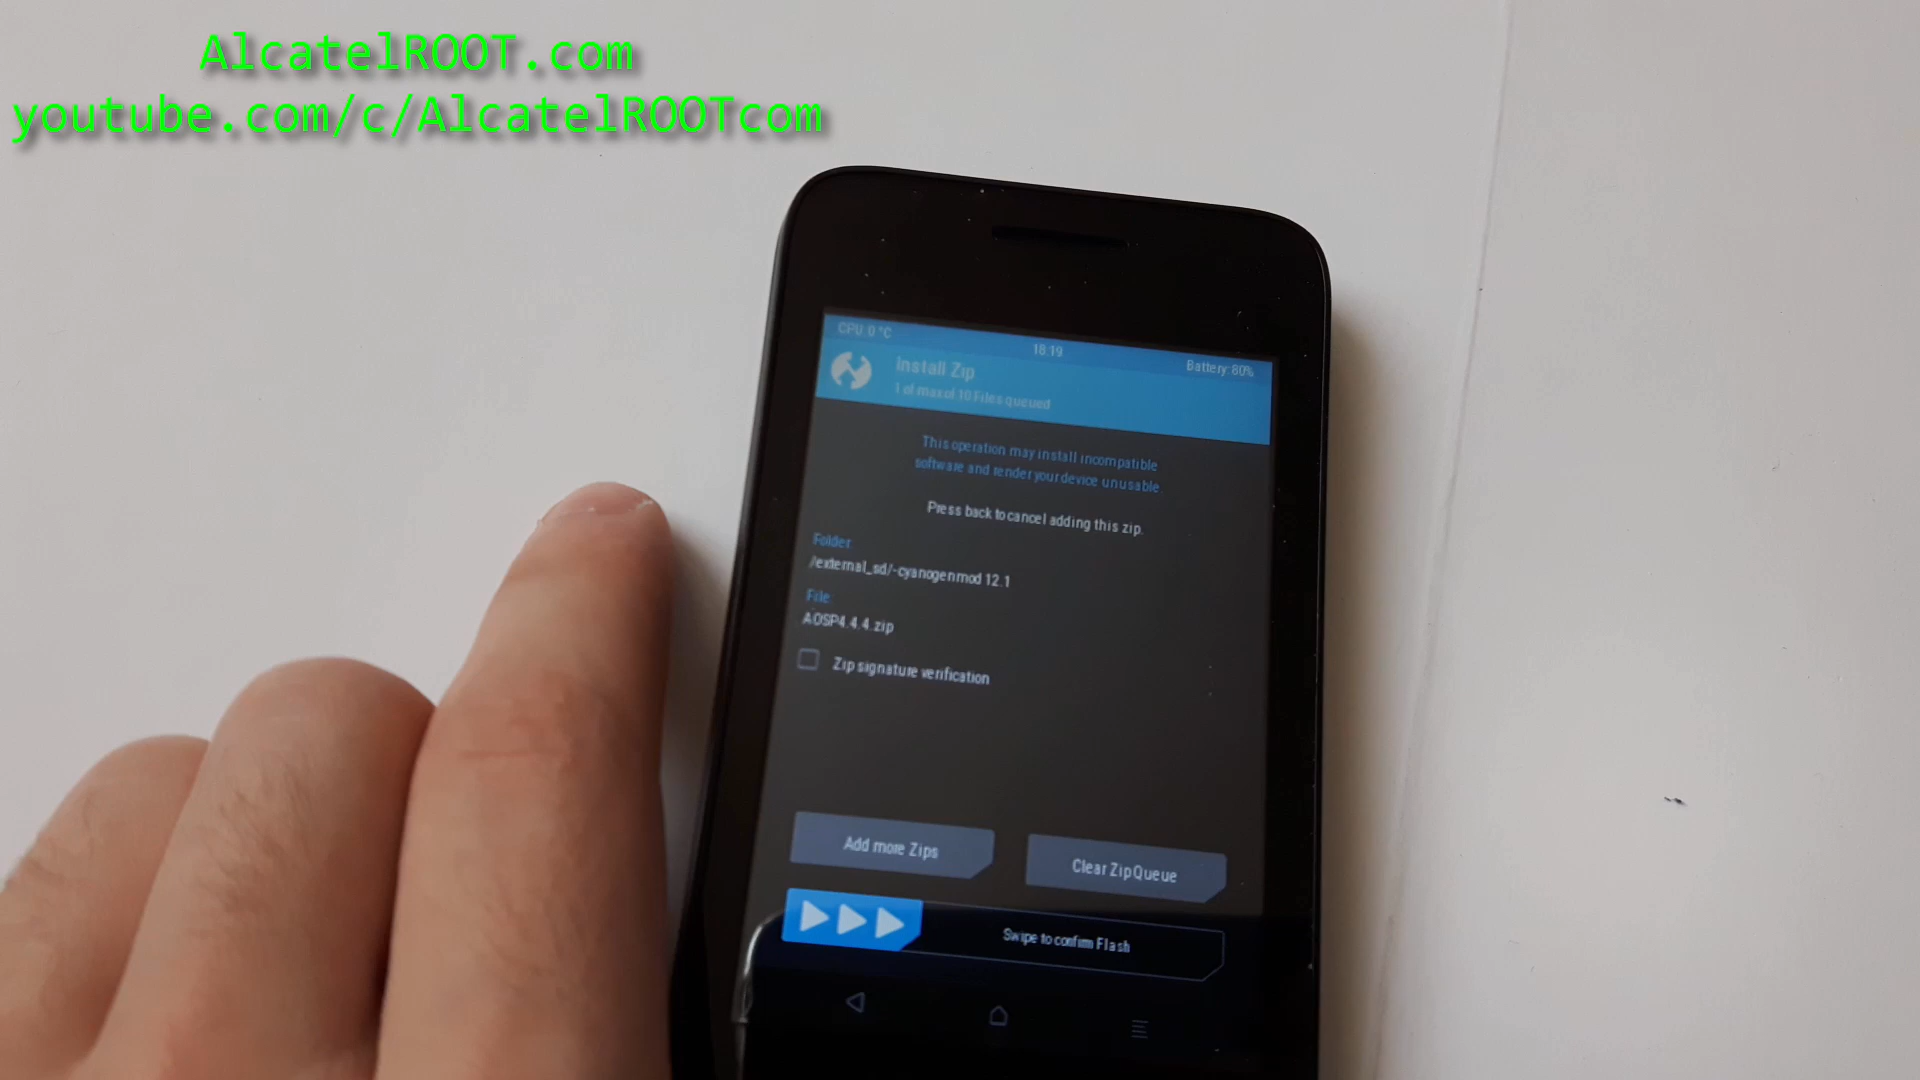 AlcatelROOT.com
youtube.com/c/AlcatelROOTcom
CPU: 0 °C
18:19
Battery: 80%
Install Zip
1 of max of 10 Files queued
This operation may install incompatible
software and render your device unusable.
Press back to cancel adding this zip.
Folder:
/external_sd/-cyanogenmod 12.1
File:
AOSP4.4.4.zip
Zip signature verification
Add more Zips
Clear Zip Queue
Swipe to confirm Flash